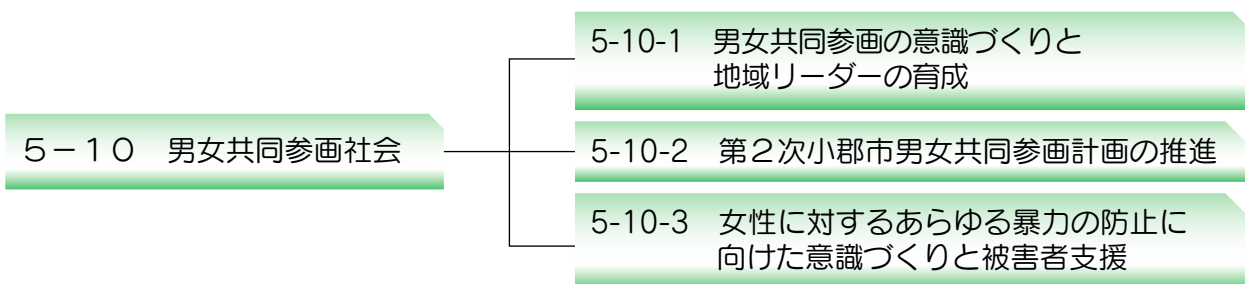 5－10　男女共同参画社会
5-10-1　男女共同参画の意識づくりと
地域リーダーの育成
5-10-2　第２次小郡市男女共同参画計画の推進
5-10-3　女性に対するあらゆる暴力の防止に
向けた意識づくりと被害者支援